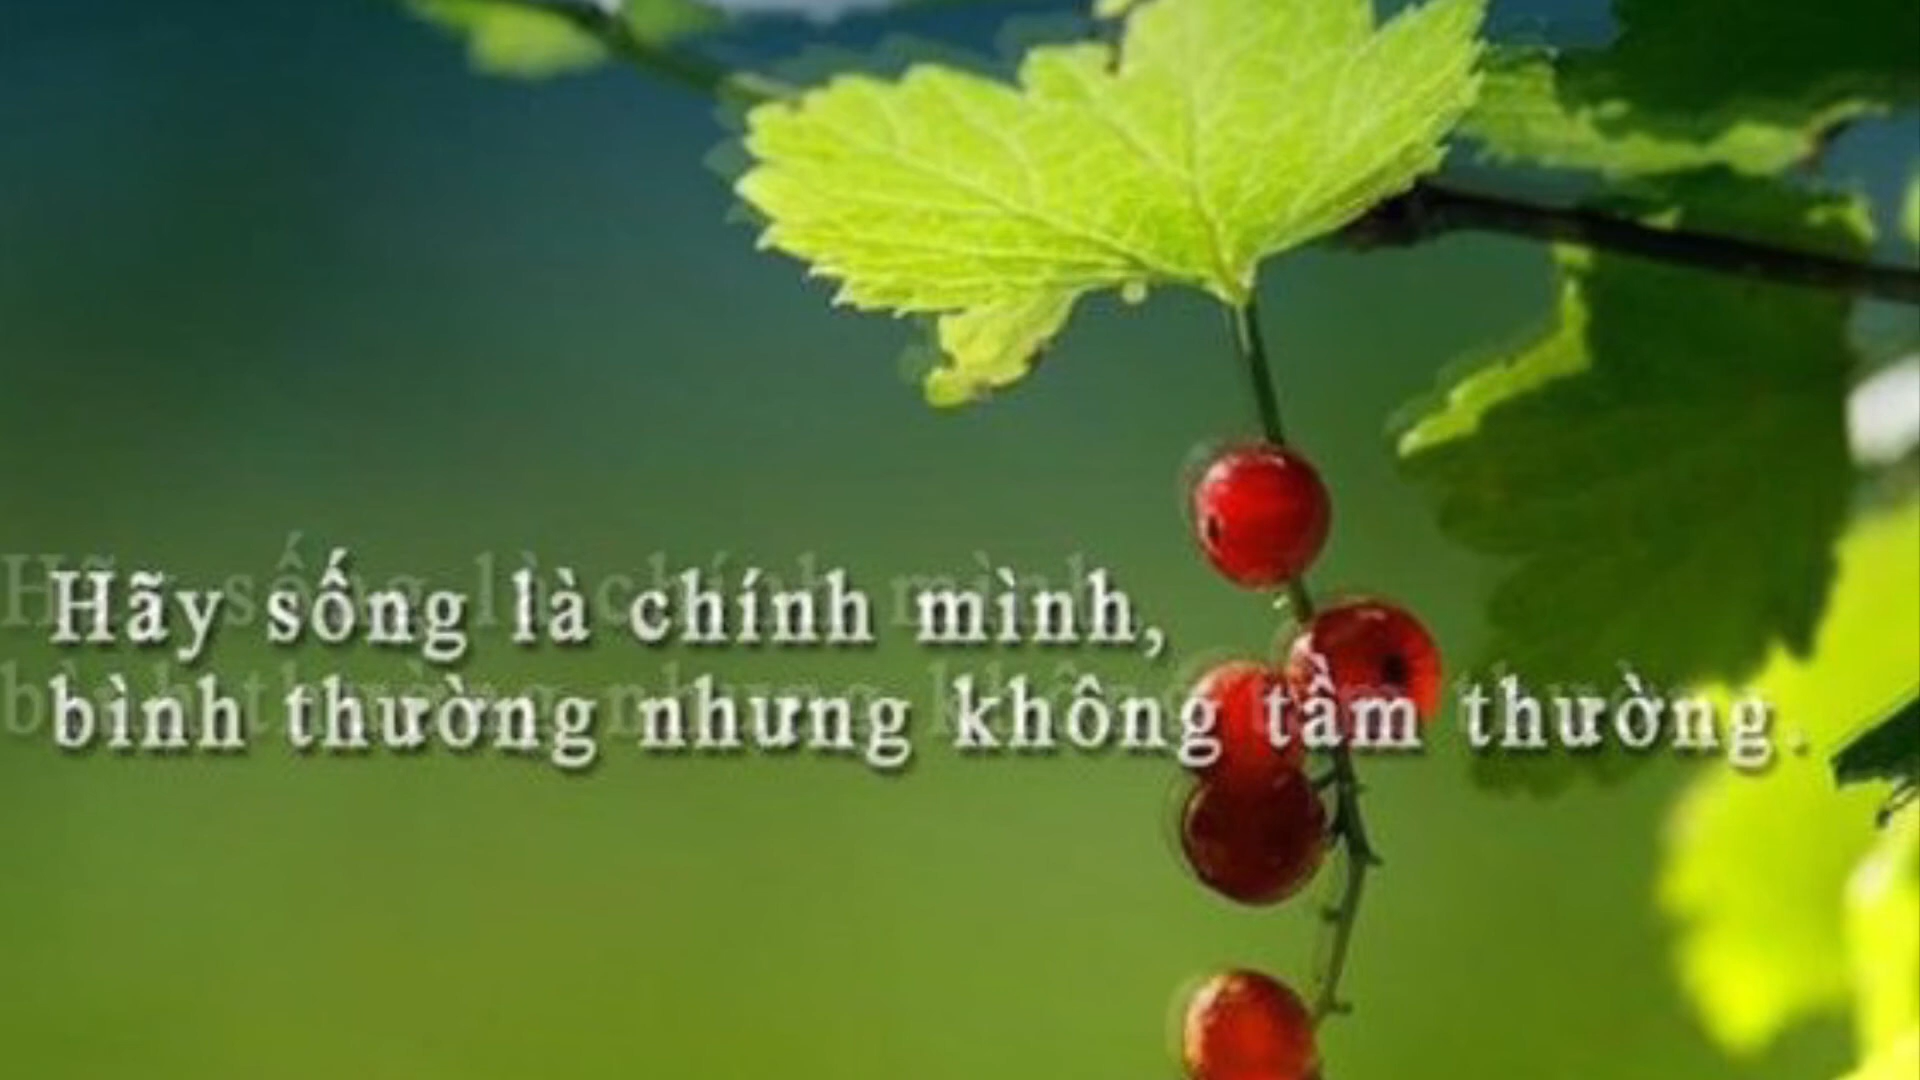 Hãy sống là chính mình,
bình thường nhưng không tầm thường.